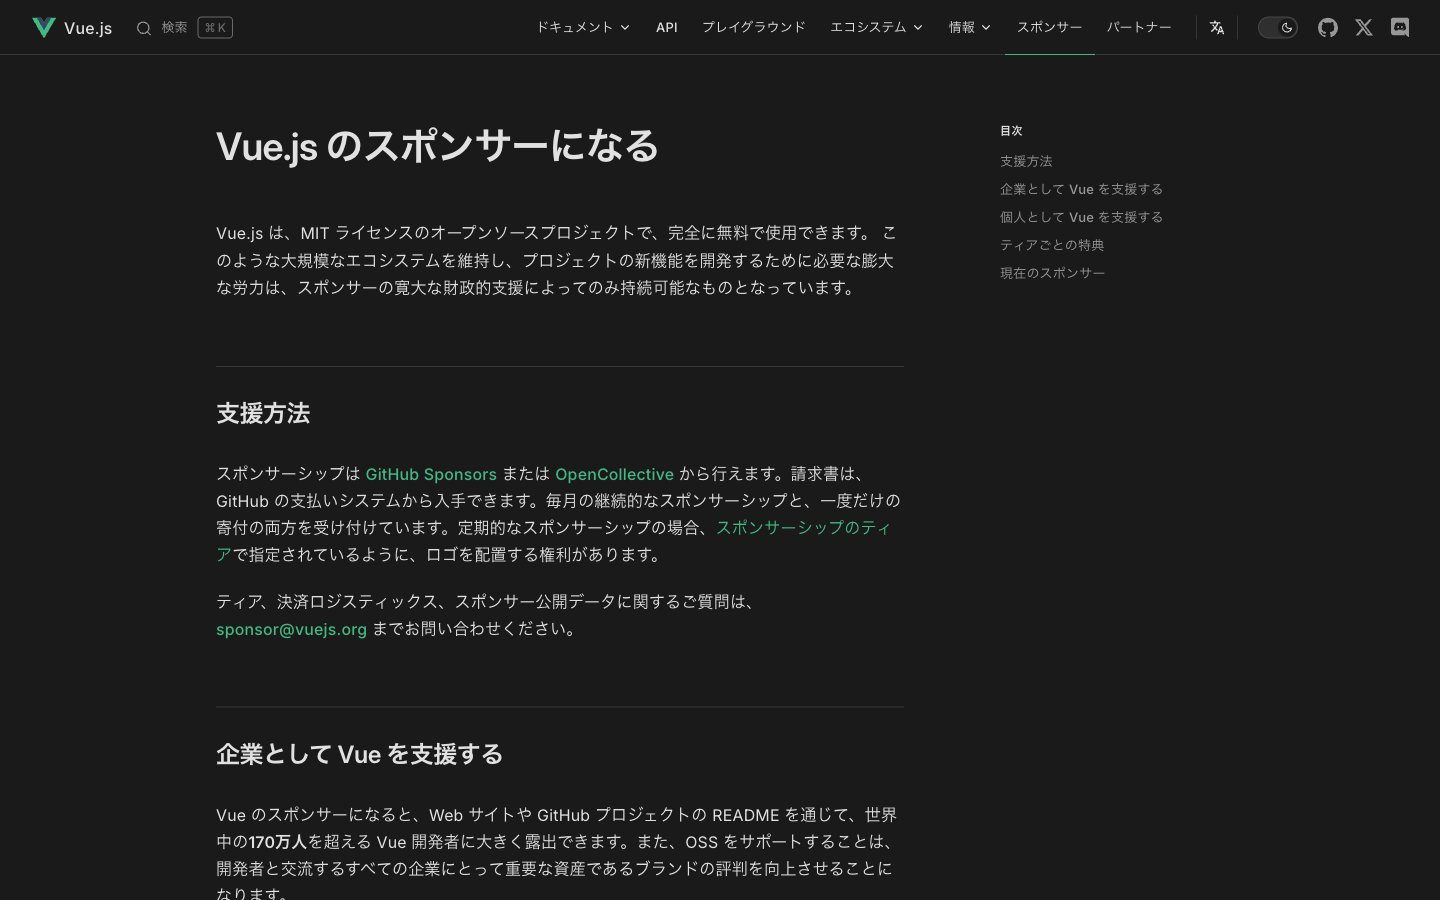 Vue.js
検索
⌘ K
ドキュメント
API
プレイグラウンド
エコシステム
情報
スポンサー
パートナー
Vue.js のスポンサーになる
Vue.js は、MIT ライセンスのオープンソースプロジェクトで、完全に無料で使用できます。 こ
のような大規模なエコシステムを維持し、プロジェクトの新機能を開発するために必要な膨大
な労力は、スポンサーの寛大な財政的支援によってのみ持続可能なものとなっています。
支援方法
スポンサーシップは GitHub Sponsors または OpenCollective から行えます。請求書は、
GitHub の支払いシステムから入手できます。毎月の継続的なスポンサーシップと、一度だけの
寄付の両方を受け付けています。定期的なスポンサーシップの場合、スポンサーシップのティ
アで指定されているように、ロゴを配置する権利があります。
ティア、決済ロジスティックス、スポンサー公開データに関するご質問は、
sponsor@vuejs.org までお問い合わせください。
企業として Vue を支援する
Vue のスポンサーになると、Web サイトや GitHub プロジェクトの README を通じて、世界
中の170万人を超える Vue 開発者に大きく露出できます。また、OSS をサポートすることは、
開発者と交流するすべての企業にとって重要な資産であるブランドの評判を向上させることに
なります。
目次
支援方法
企業として Vue を支援する
個人として Vue を支援する
ティアごとの特典
現在のスポンサー